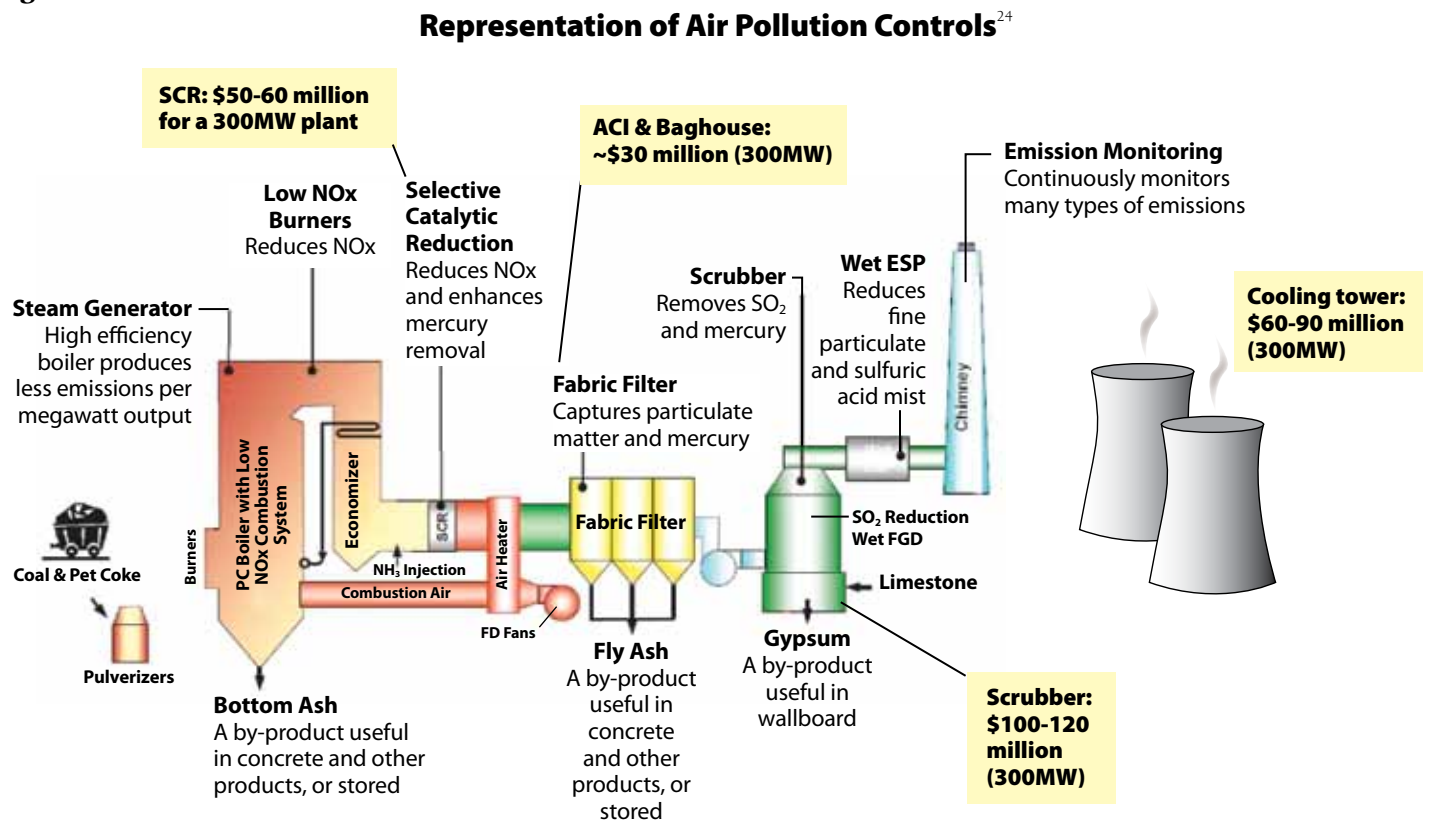 Representation of Air Pollution Controls24
SCR: $50-60 million
for a 300MW plant
ACI & Baghouse:
~$30 million (300MW)
Emission Monitoring
Continuously monitors
many types of emissions
Low NOx
Burners
Reduces NOx
Selective
Catalytic
Reduction
Reduces NOx
and enhances
mercury
removal
Scrubber
Removes SO₂
and mercury
Wet ESP
Reduces
fine
particulate
and sulfuric
acid mist
Cooling tower:
$60-90 million
(300MW)
Steam Generator
High efficiency
boiler produces
less emissions per
megawatt output
Fabric Filter
Captures particulate
matter and mercury
Chimney
PC Boiler with Low
NOx Combustion
System
Economizer
SCR
Air Heater
Fabric Filter
SO₂ Reduction
Wet FGD
Burners
Coal & Pet Coke
NH₃ Injection
Combustion Air
Limestone
FD Fans
Pulverizers
Bottom Ash
A by-product useful
in concrete and other
products, or stored
Fly Ash
A by-product
useful in
concrete
and other
products, or
stored
Gypsum
A by-product
useful in
wallboard
Scrubber:
$100-120
million
(300MW)